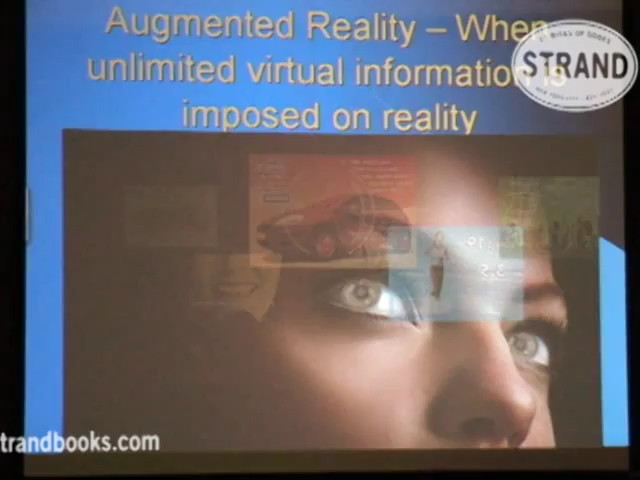 Augmented Reality – When
unlimited virtual information is
imposed on reality
STRAND
trandbooks.com